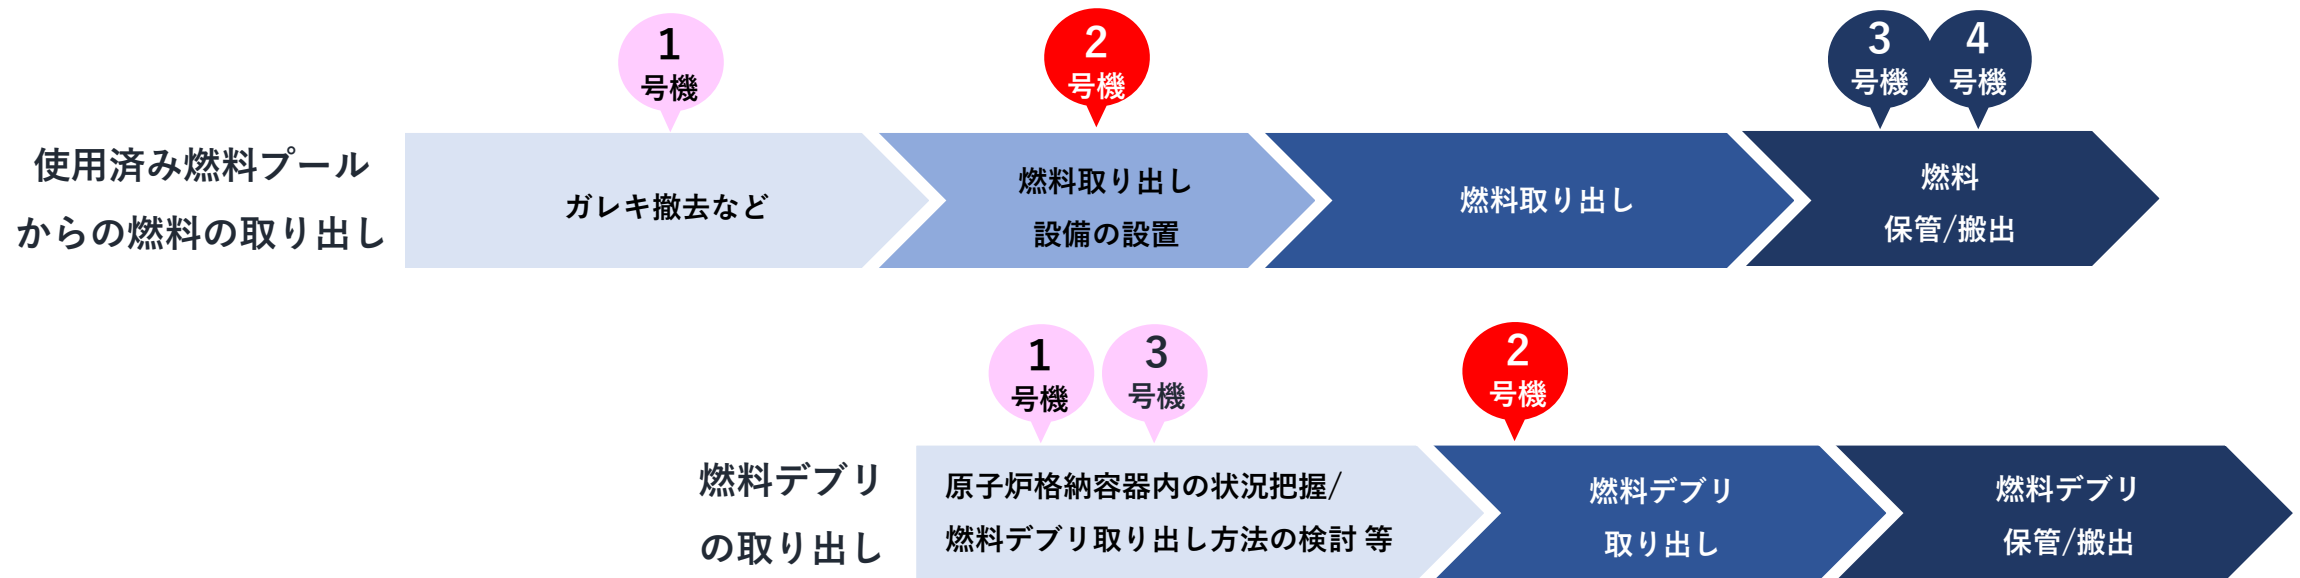 1
号機
2
号機
3
号機
4
号機
使用済み燃料プール
からの燃料の取り出し
ガレキ撤去など
燃料取り出し
設備の設置
燃料取り出し
燃料
保管/搬出
1
号機
3
号機
2
号機
燃料デブリ
の取り出し
原子炉格納容器内の状況把握/
燃料デブリ取り出し方法の検討 等
燃料デブリ
取り出し
燃料デブリ
保管/搬出